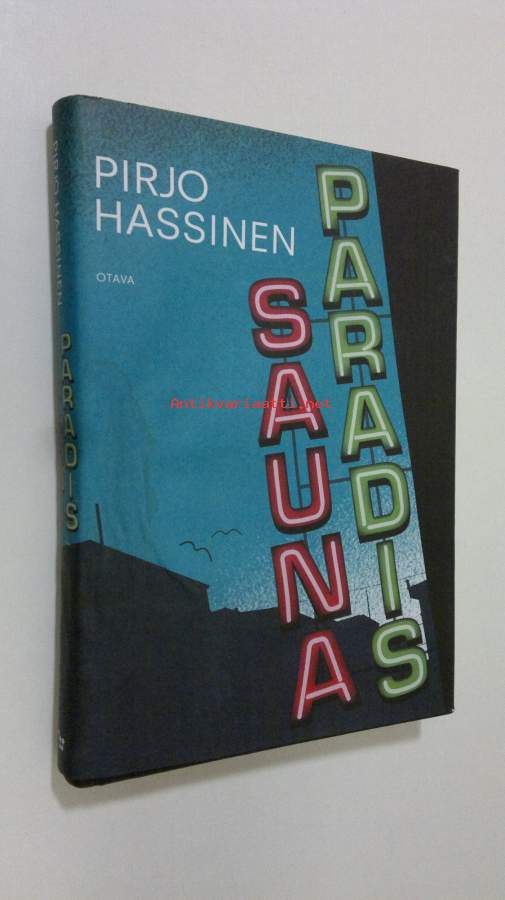 PIRJO
HASSINEN
OTAVA
SAUNA
PARADIS
PIRJO HASSINEN
PARADIS
Antikvariaatti.net